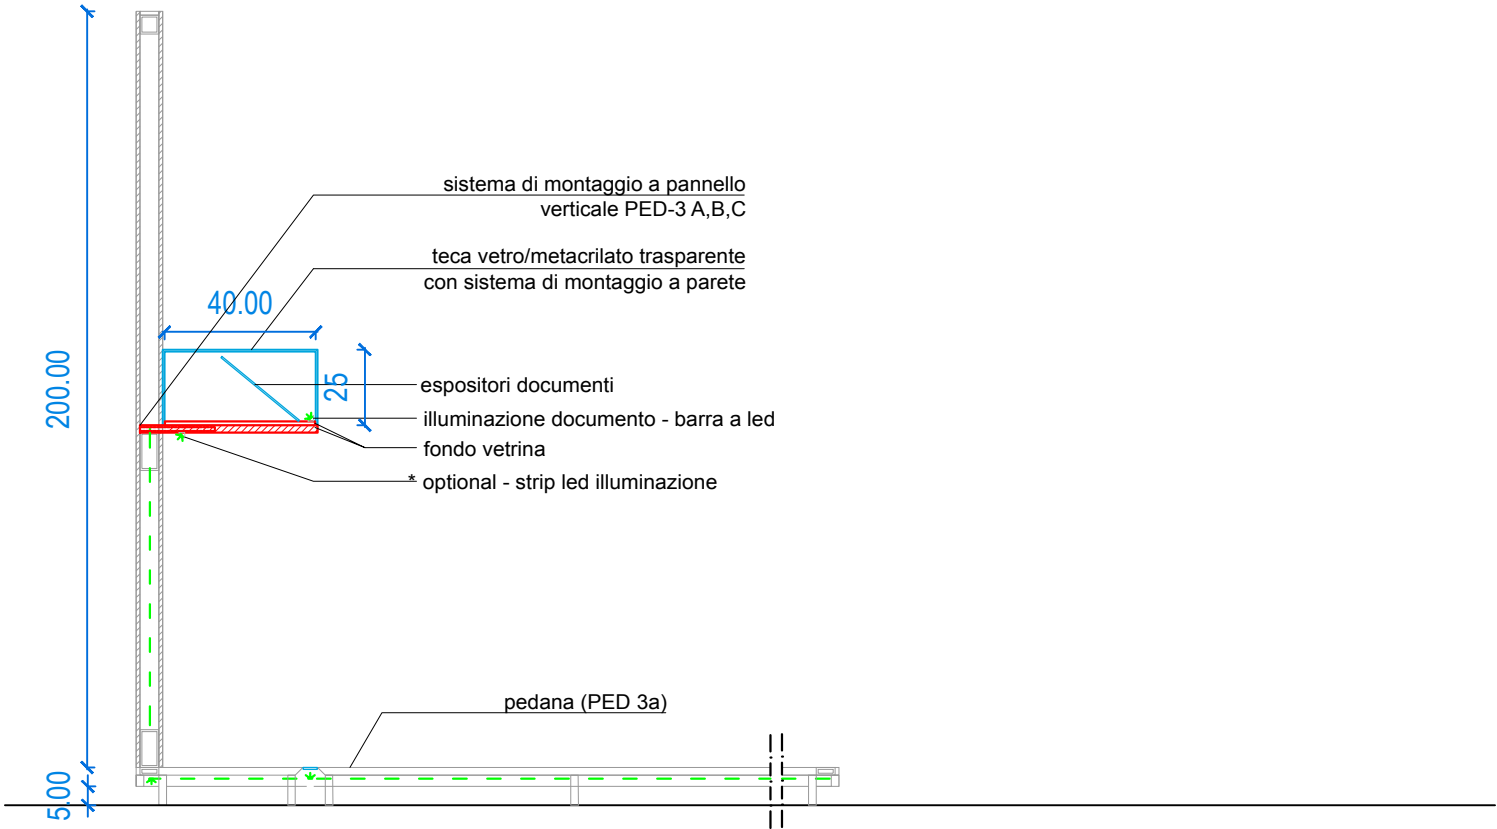 sistema di montaggio a pannello
verticale PED-3 A,B,C
teca vetro/metacrilato trasparente
con sistema di montaggio a parete
40.00
200.00
25
espositori documenti
illuminazione documento - barra a led
fondo vetrina
* optional - strip led illuminazione
pedana (PED 3a)
5.00